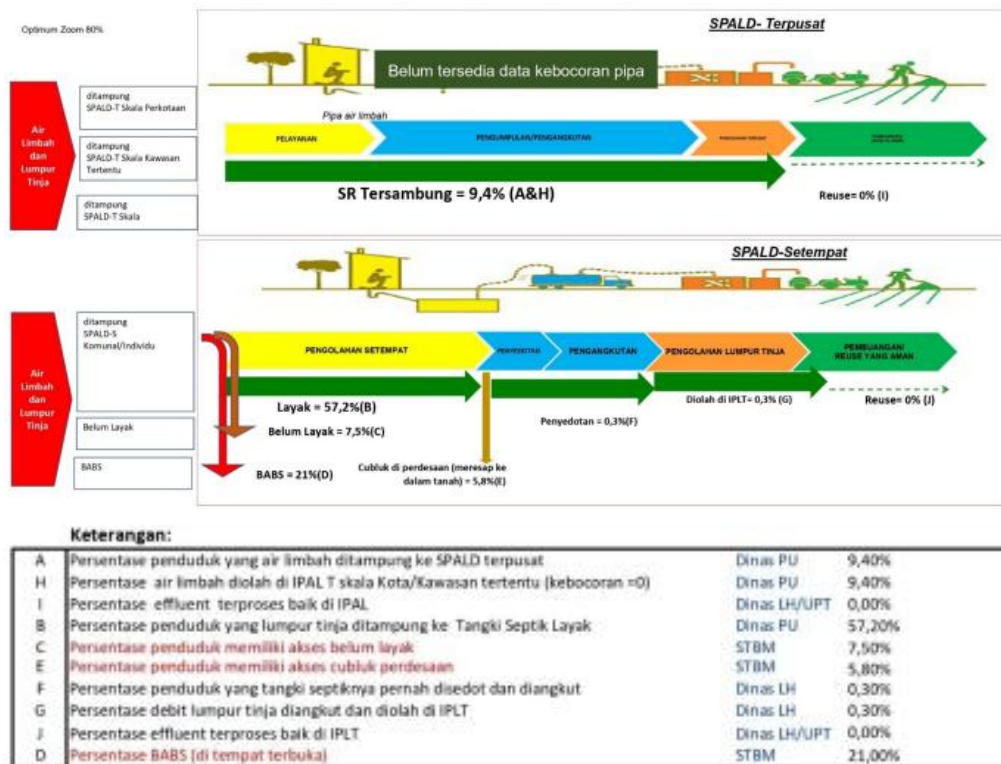 Optimum Zoom 80%
SPALD- Terpusat
Belum tersedia data kebocoran pipa
Air
Limbah
dan
Lumpur
Tinja
ditampung
SPALD-T Skala Perkotaan
ditampung
SPALD-T Skala Kawasan
Tertentu
ditampung
SPALD-T Skala
Pipa air limbah
PELAYANAN
PENGUMPULAN/PENGANGKUTAN
SR Tersambung = 9,4% (A&H)
Reuse= 0% (I)
SPALD-Setempat
Air
Limbah
dan
Lumpur
Tinja
ditampung
SPALD-S
Komunal/Individu
Belum Layak
BABS
PENGOLAHAN SETEMPAT
PENYEDOTAN
PENGANGKUTAN
PENGOLAHAN LUMPUR TINJA
PEMBUANGAN/
REUSE YANG AMAN
Layak = 57,2%(B)
Belum Layak = 7,5%(C)
BABS = 21%(D)
Cubluk di perdesaan (meresap ke
dalam tanah) = 5,8%(E)
Penyedotan = 0,3%(F)
Diolah di IPLT= 0,3% (G)
Reuse= 0% (J)
Keterangan:
A Persentase penduduk yang air limbah ditampung ke SPALD terpusat Dinas PU 9,40%
H Persentase air limbah diolah di IPAL T skala Kota/Kawasan tertentu (kebocoran =0) Dinas PU 9,40%
I Persentase effluent terproses baik di IPAL Dinas LH/UPT 0,00%
B Persentase penduduk yang lumpur tinja ditampung ke Tangki Septik Layak Dinas PU 57,20%
C Persentase penduduk memiliki akses belum layak STBM 7,50%
E Persentase penduduk memiliki akses cubluk perdesaan STBM 5,80%
F Persentase penduduk yang tangki septiknya pernah disedot dan diangkut Dinas LH 0,30%
G Persentase debit lumpur tinja diangkut dan diolah di IPLT Dinas LH 0,30%
J Persentase effluent terproses baik di IPLT Dinas LH/UPT 0,00%
D Persentase BABS (di tempat terbuka) STBM 21,00%